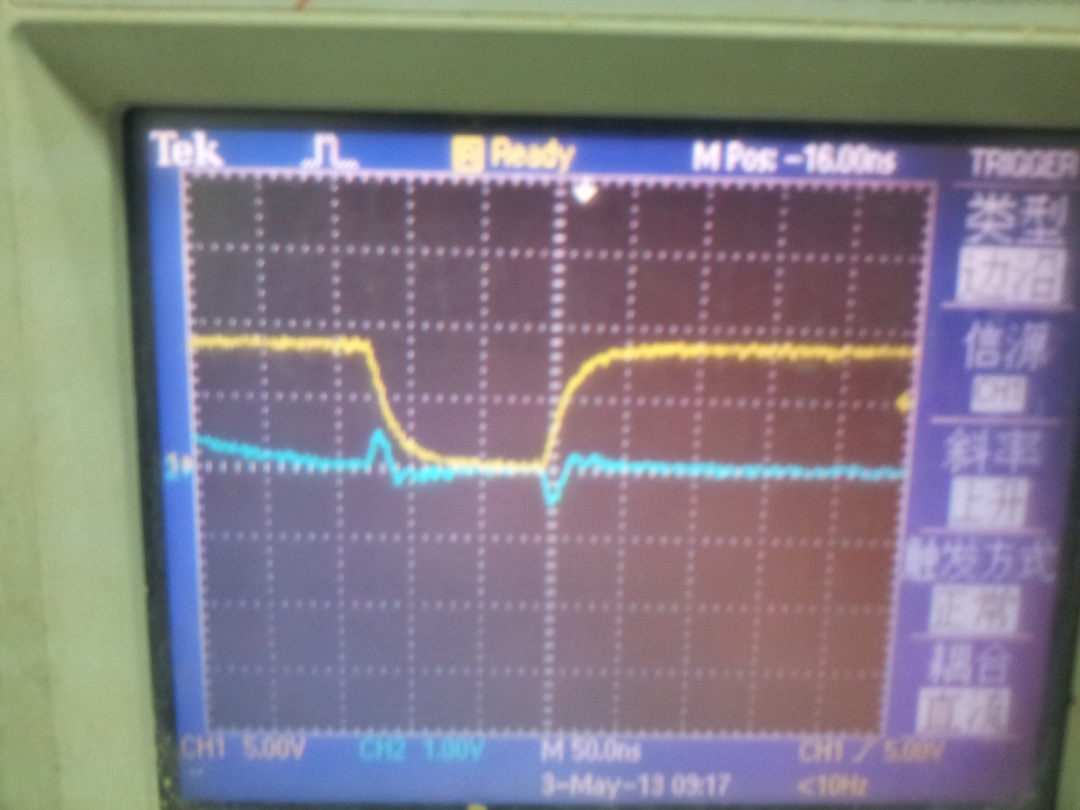 Tek Ready M Pos: -16.00ns TRIGGER
类型
边沿
信源
CH1
斜率
上升
触发方式
正常
耦合
直流
CH1 5.00V CH2 1.00V M 50.0ns CH1 5.00V
3-May-13 09:17 <10Hz